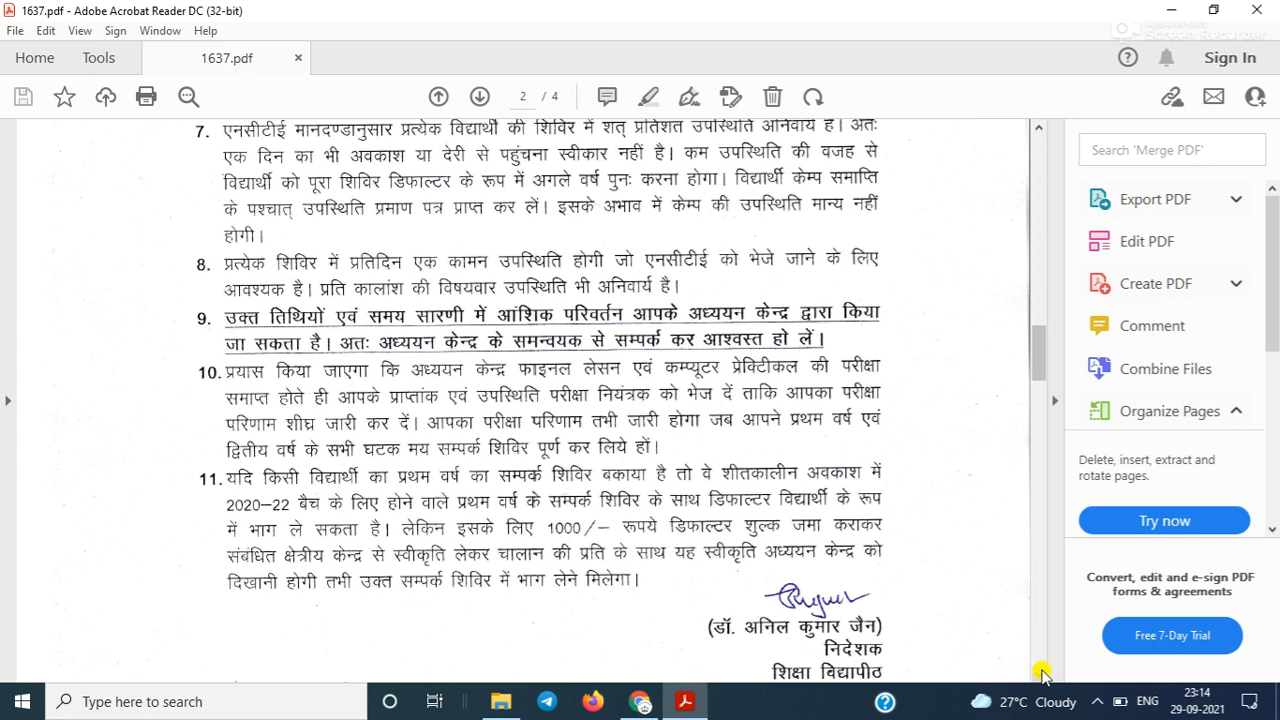 1637.pdf - Adobe Acrobat Reader DC (32-bit)
File Edit View Sign Window Help
Screen Recorder
Home Tools 1637.pdf × Sign In
2 / 4
7. एनसीटीई मानदण्डानुसार प्रत्येक विद्यार्थी की शिविर में शत् प्रतिशत उपस्थिति अनिवार्य है। अतः
एक दिन का भी अवकाश या देरी से पहुंचना स्वीकार नहीं है। कम उपस्थिति की वजह से
विद्यार्थी को पूरा शिविर डिफाल्टर के रूप में अगले वर्ष पुनः करना होगा। विद्यार्थी केम्प समाप्ति
के पश्चात् उपस्थिति प्रमाण पत्र प्राप्त कर लें। इसके अभाव में केम्प की उपस्थिति मान्य नहीं
होगी।
8. प्रत्येक शिविर में प्रतिदिन एक कामन उपस्थिति होगी जो एनसीटीई को भेजे जाने के लिए
आवश्यक है। प्रति कालांश की विषयवार उपस्थिति भी अनिवार्य है।
9. उक्त तिथियों एवं समय सारणी में आंशिक परिवर्तन आपके अध्ययन केन्द्र द्वारा किया
जा सकता है। अतः अध्ययन केन्द्र के समन्वयक से सम्पर्क कर आश्वस्त हो लें।
10. प्रयास किया जाएगा कि अध्ययन केन्द्र फाइनल लेसन एवं कम्प्यूटर प्रेक्टिीकल की परीक्षा
समाप्त होते ही आपके प्राप्तांक एवं उपस्थिति परीक्षा नियंत्रक को भेज दें ताकि आपका परीक्षा
परिणाम शीघ्र जारी कर दें। आपका परीक्षा परिणाम तभी जारी होगा जब आपने प्रथम वर्ष एवं
द्वितीय वर्ष के सभी घटक मय सम्पर्क शिविर पूर्ण कर लिये हों।
11. यदि किसी विद्यार्थी का प्रथम वर्ष का सम्पर्क शिविर बकाया है तो वे शीतकालीन अवकाश में
2020-22 बैच के लिए होने वाले प्रथम वर्ष के सम्पर्क शिविर के साथ डिफाल्टर विद्यार्थी के रूप
में भाग ले सकता है। लेकिन इसके लिए 1000/- रूपये डिफाल्टर शुल्क जमा कराकर
संबंधित क्षेत्रीय केन्द्र से स्वीकृति लेकर चालान की प्रति के साथ यह स्वीकृति अध्ययन केन्द्र को
दिखानी होगी तभी उक्त सम्पर्क शिविर में भाग लेने मिलेगा।
(डॉ. अनिल कुमार जैन)
निदेशक
शिक्षा विद्यापीठ
Search 'Merge PDF'
Export PDF
Edit PDF
Create PDF
Comment
Combine Files
Organize Pages
Delete, insert, extract and
rotate pages.
Try now
Convert, edit and e-sign PDF
forms & agreements
Free 7-Day Trial
Type here to search
27°C Cloudy ENG
23:14
29-09-2021